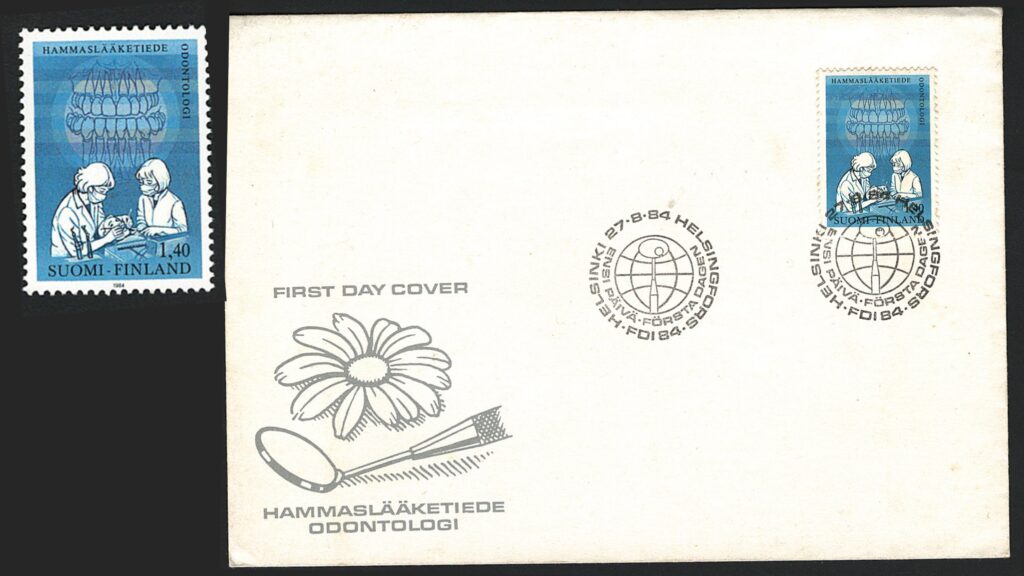 HAMMASLÄÄKETIEDE
ODONTOLOGI
1,40
SUOMI-FINLAND
1984
HAMMASLÄÄKETIEDE
ODONTOLOGI
SUOMI-FINLAND
27·8·84 HELSINGFORS·FDI 84·HELSINKI
ENSI PÄIVÄ·FÖRSTA DAGEN
27·8·84 HELSINGFORS·FDI 84·HELSINKI
ENSI PÄIVÄ·FÖRSTA DAGEN
FIRST DAY COVER
HAMMASLÄÄKETIEDE
ODONTOLOGI